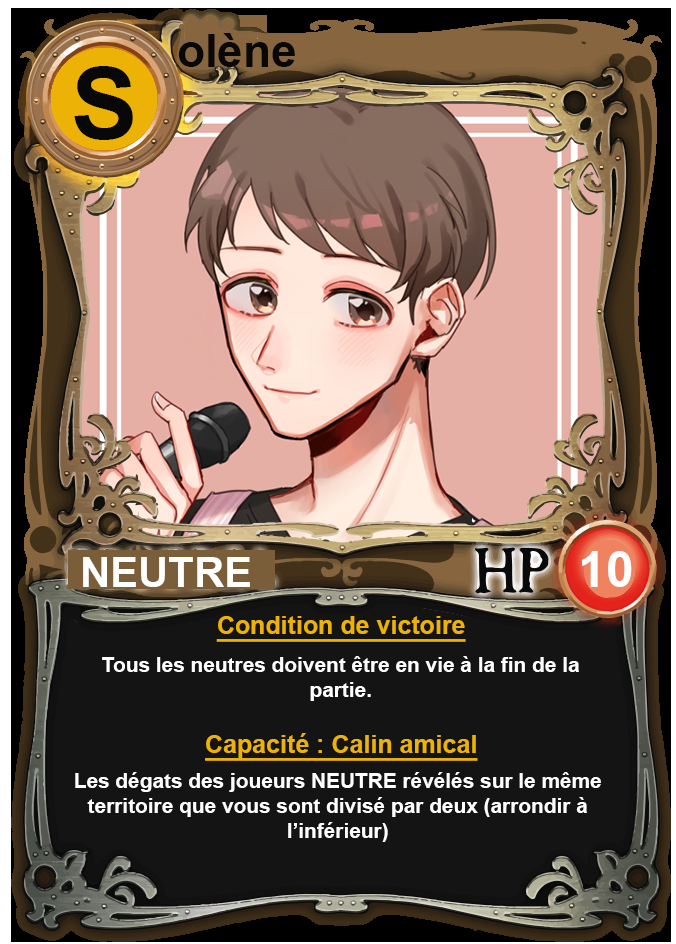 Solène
NEUTRE
HP 10
Condition de victoire
Tous les neutres doivent être en vie à la fin de la
partie.
Capacité : Calin amical
Les dégats des joueurs NEUTRE révélés sur le même
territoire que vous sont divisé par deux (arrondir à
l'inférieur)